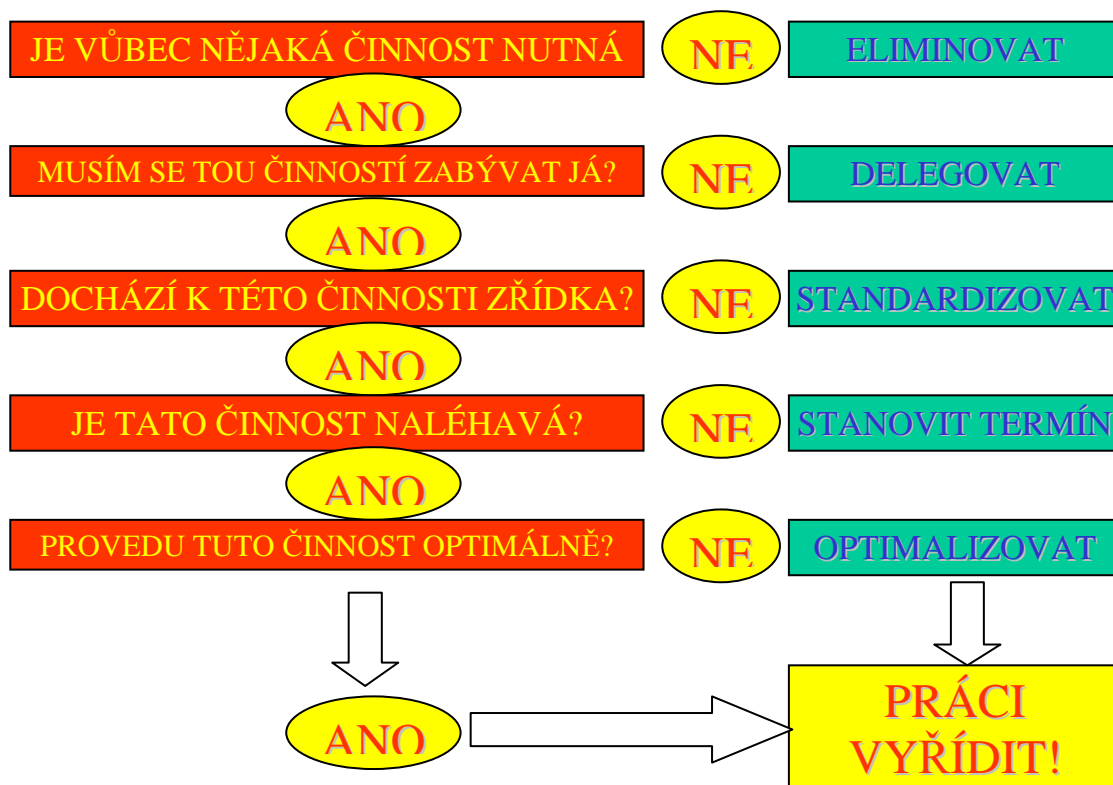 JE VŮBEC NĚJAKÁ ČINNOST NUTNÁ
NE
ELIMINOVAT
ANO
MUSÍM SE TOU ČINNOSTÍ ZABÝVAT JÁ?
NE
DELEGOVAT
ANO
DOCHÁZÍ K TÉTO ČINNOSTI ZŘÍDKA?
NE
STANDARDIZOVAT
ANO
JE TATO ČINNOST NALÉHAVÁ?
NE
STANOVIT TERMÍN
ANO
PROVEDU TUTO ČINNOST OPTIMÁLNĚ?
NE
OPTIMALIZOVAT
ANO
PRÁCI
VYŘÍDIT!